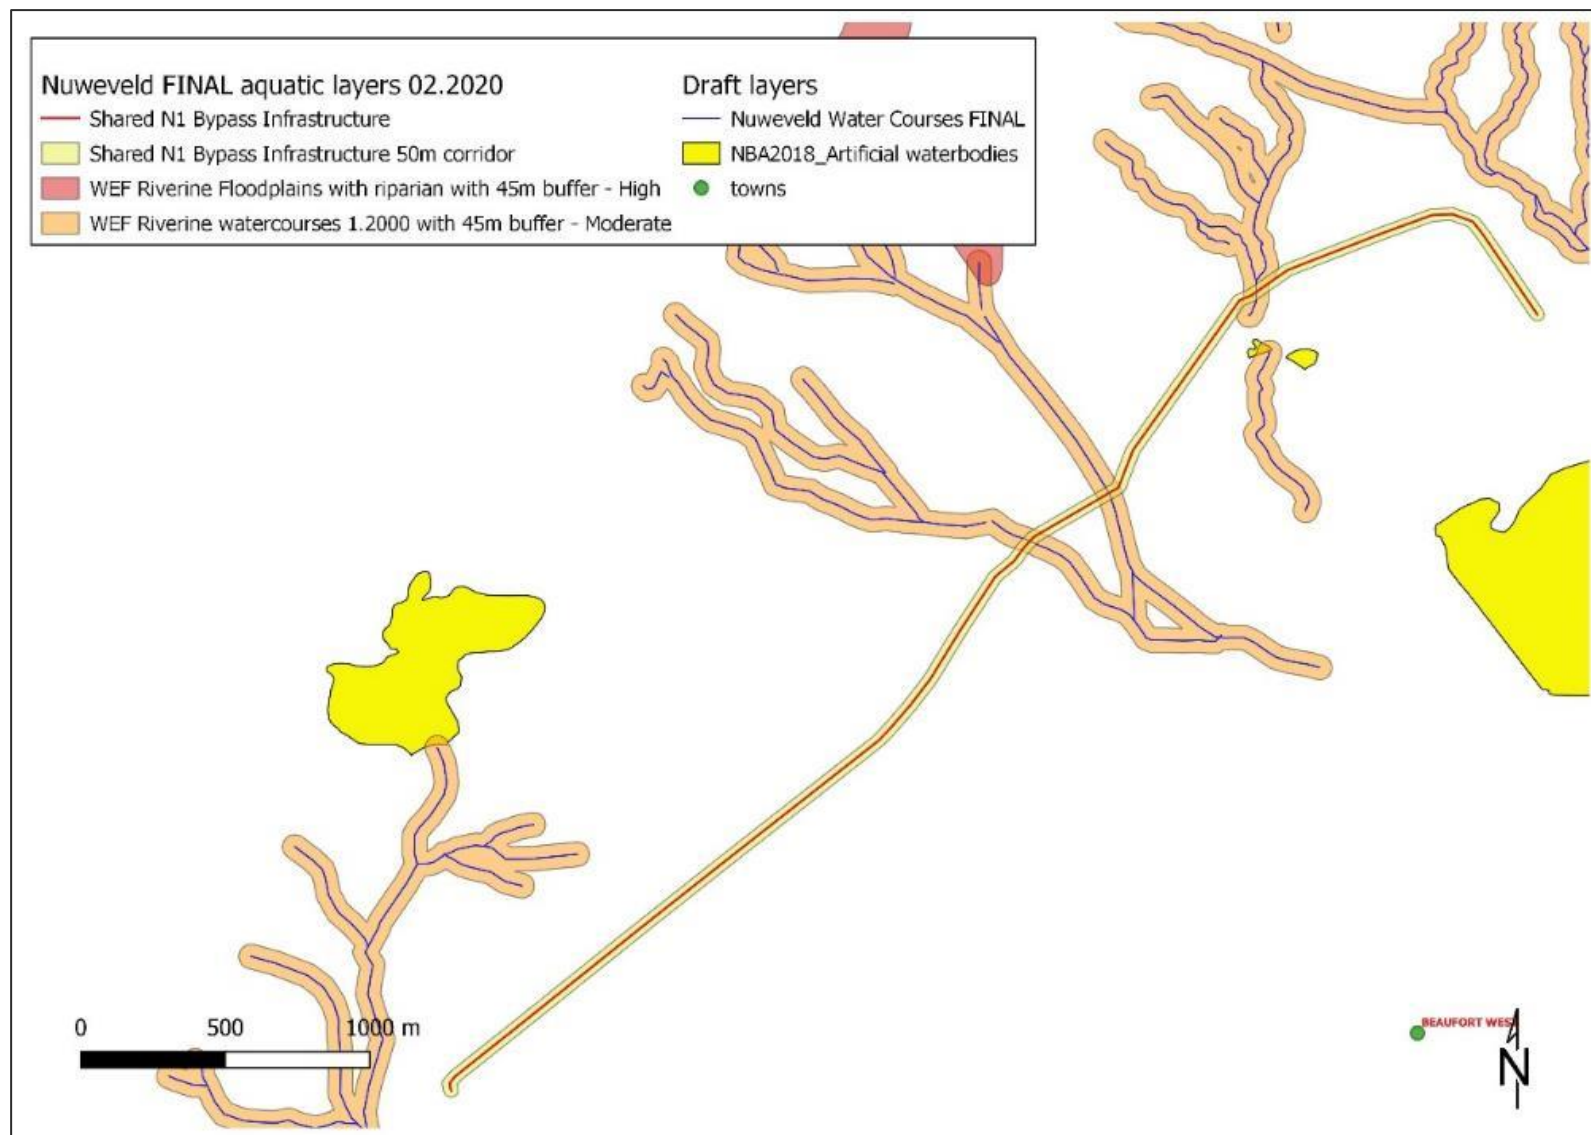 Nuweveld FINAL aquatic layers 02.2020
Shared N1 Bypass Infrastructure
Shared N1 Bypass Infrastructure 50m corridor
WEF Riverine Floodplains with riparian with 45m buffer - High
WEF Riverine watercourses 1.2000 with 45m buffer - Moderate
Draft layers
Nuweveld Water Courses FINAL
NBA2018_Artificial waterbodies
towns
0 500 1000 m
BEAUFORT WEST
N